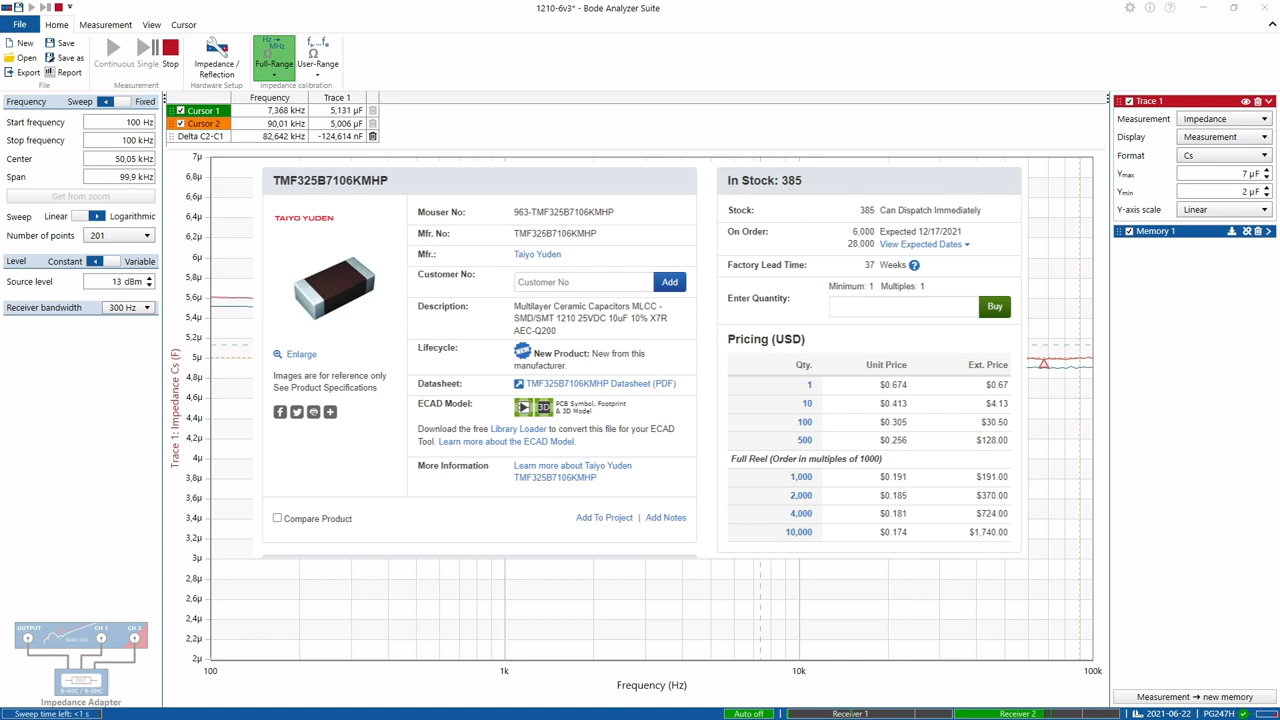 1210-6v3* - Bode Analyzer Suite
File Home Measurement View Cursor
New Save
Open Save as
Export Report
File
Continuous Single Stop
Measurement
Impedance / Reflection
Hardware Setup
Hz→ MHz
Full-Range
f...f...
User-Range
Impedance calibration
Frequency Sweep Fixed
Start frequency 100 Hz
Stop frequency 100 kHz
Center 50,05 kHz
Span 99,9 kHz
Get from zoom
Sweep Linear Logarithmic
Number of points 201
Level Constant Variable
Source level 13 dBm
Receiver bandwidth 300 Hz
OUTPUT CH 1 CH 2
Bode 100
B-WIC / B-SMC
Impedance Adapter
Frequency Trace 1
Cursor 1 7,368 kHz 5,131 µF
Cursor 2 90,01 kHz 5,006 µF
Delta C2-C1 82,642 kHz -124,614 nF
Trace 1: Impedance Cs (F)
7µ
6,8µ
6,6µ
6,4µ
6,2µ
6µ
5,8µ
5,6µ
5,4µ
5,2µ
5µ
4,8µ
4,6µ
4,4µ
4,2µ
4µ
3,8µ
3,6µ
3,4µ
3,2µ
3µ
2,8µ
2,6µ
2,4µ
2,2µ
2µ
100 1k 10k 100k
Frequency (Hz)
TMF325B7106KMHP
TAIYO YUDEN
Enlarge
Images are for reference only
See Product Specifications
Mouser No: 963-TMF325B7106KMHP
Mfr. No: TMF325B7106KMHP
Mfr.: Taiyo Yuden
Customer No: Customer No Add
Description: Multilayer Ceramic Capacitors MLCC -
SMD/SMT 1210 25VDC 10uF 10% X7R
AEC-Q200
Lifecycle: NEW New Product: New from this
manufacturer.
Datasheet: TMF325B7106KMHP Datasheet (PDF)
ECAD Model: 3D PCB Symbol, Footprint
& 3D Model
Download the free Library Loader to convert this file for your ECAD
Tool. Learn more about the ECAD Model.
More Information Learn more about Taiyo Yuden
TMF325B7106KMHP
Compare Product
Add To Project | Add Notes
In Stock: 385
Stock: 385 Can Dispatch Immediately
On Order: 6.000 Expected 12/17/2021
28.000 View Expected Dates
Factory Lead Time: 37 Weeks
Minimum: 1 Multiples: 1
Enter Quantity: Buy
Pricing (USD)
Qty. Unit Price Ext. Price
1 $0.674 $0.67
10 $0.413 $4.13
100 $0.305 $30.50
500 $0.256 $128.00
Full Reel (Order in multiples of 1000)
1,000 $0.191 $191.00
2,000 $0.185 $370.00
4,000 $0.181 $724.00
10,000 $0.174 $1,740.00
Trace 1
Measurement Impedance
Display Measurement
Format Cs
Ymax 7 µF
Ymin 2 µF
Y-axis scale Linear
Memory 1
Measurement → new memory
Sweep time left: <1 s
Auto off Receiver 1 Receiver 2 2021-06-22 PG247H